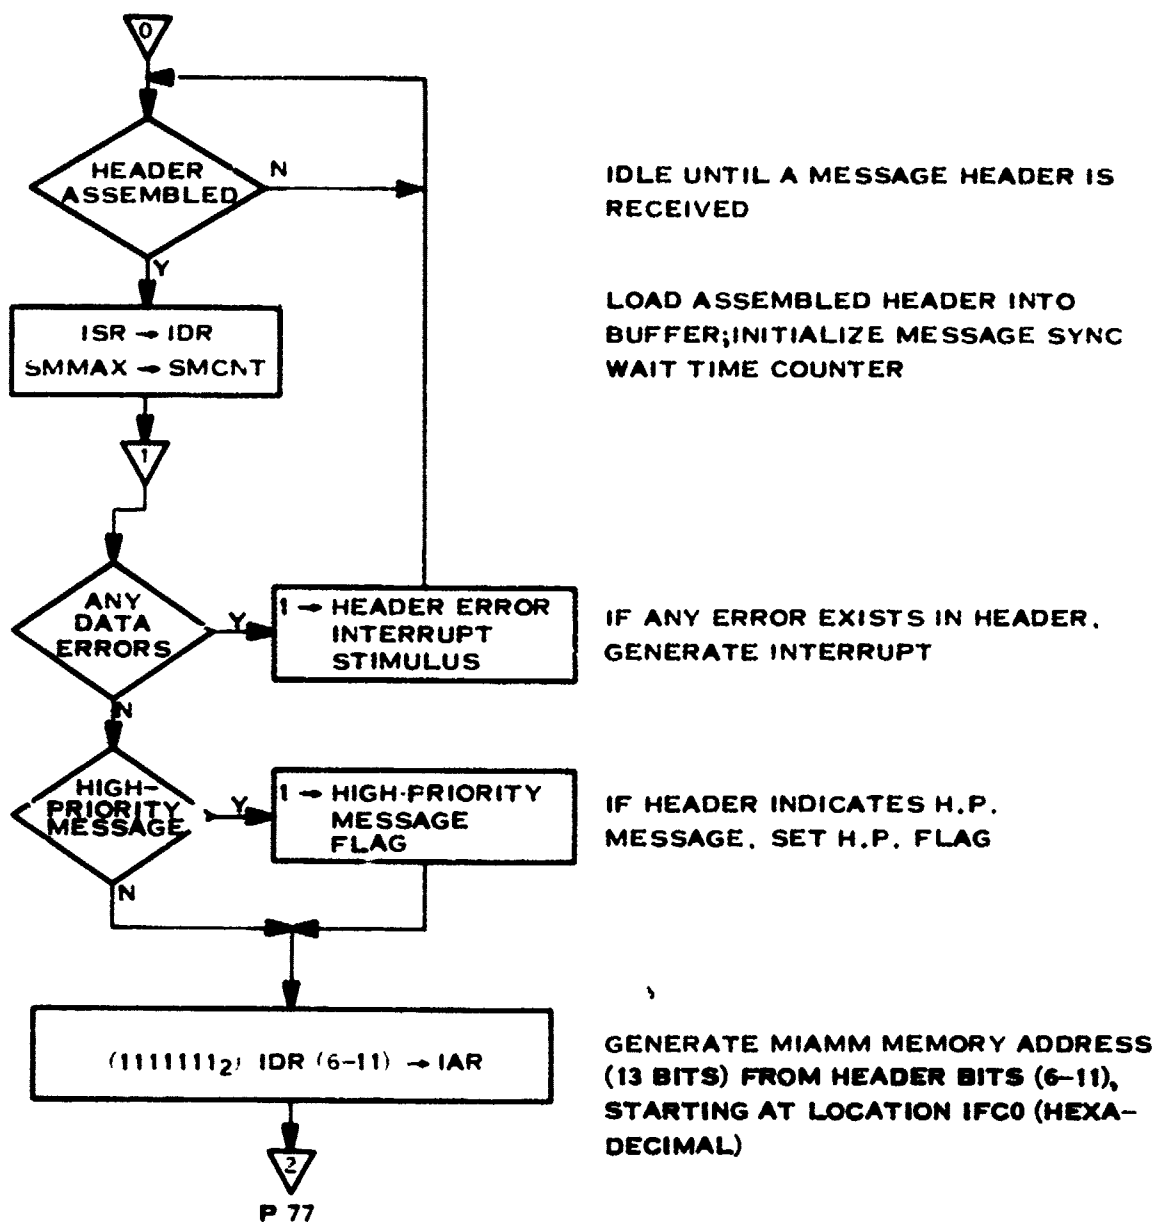 0
HEADER
ASSEMBLED
N
IDLE UNTIL A MESSAGE HEADER IS
RECEIVED
Y
ISR → IDR
SMMAX → SMCNT
LOAD ASSEMBLED HEADER INTO
BUFFER;INITIALIZE MESSAGE SYNC
WAIT TIME COUNTER
1
ANY
DATA
ERRORS
Y
1 → HEADER ERROR
INTERRUPT
STIMULUS
IF ANY ERROR EXISTS IN HEADER.
GENERATE INTERRUPT
N
HIGH-
PRIORITY
MESSAGE
Y
1 → HIGH-PRIORITY
MESSAGE
FLAG
IF HEADER INDICATES H.P.
MESSAGE. SET H.P. FLAG
N
(1111111₂) IDR (6-11) → IAR
GENERATE MIAMM MEMORY ADDRESS
(13 BITS) FROM HEADER BITS (6-11),
STARTING AT LOCATION IFC0 (HEXA-
DECIMAL)
2
P 77